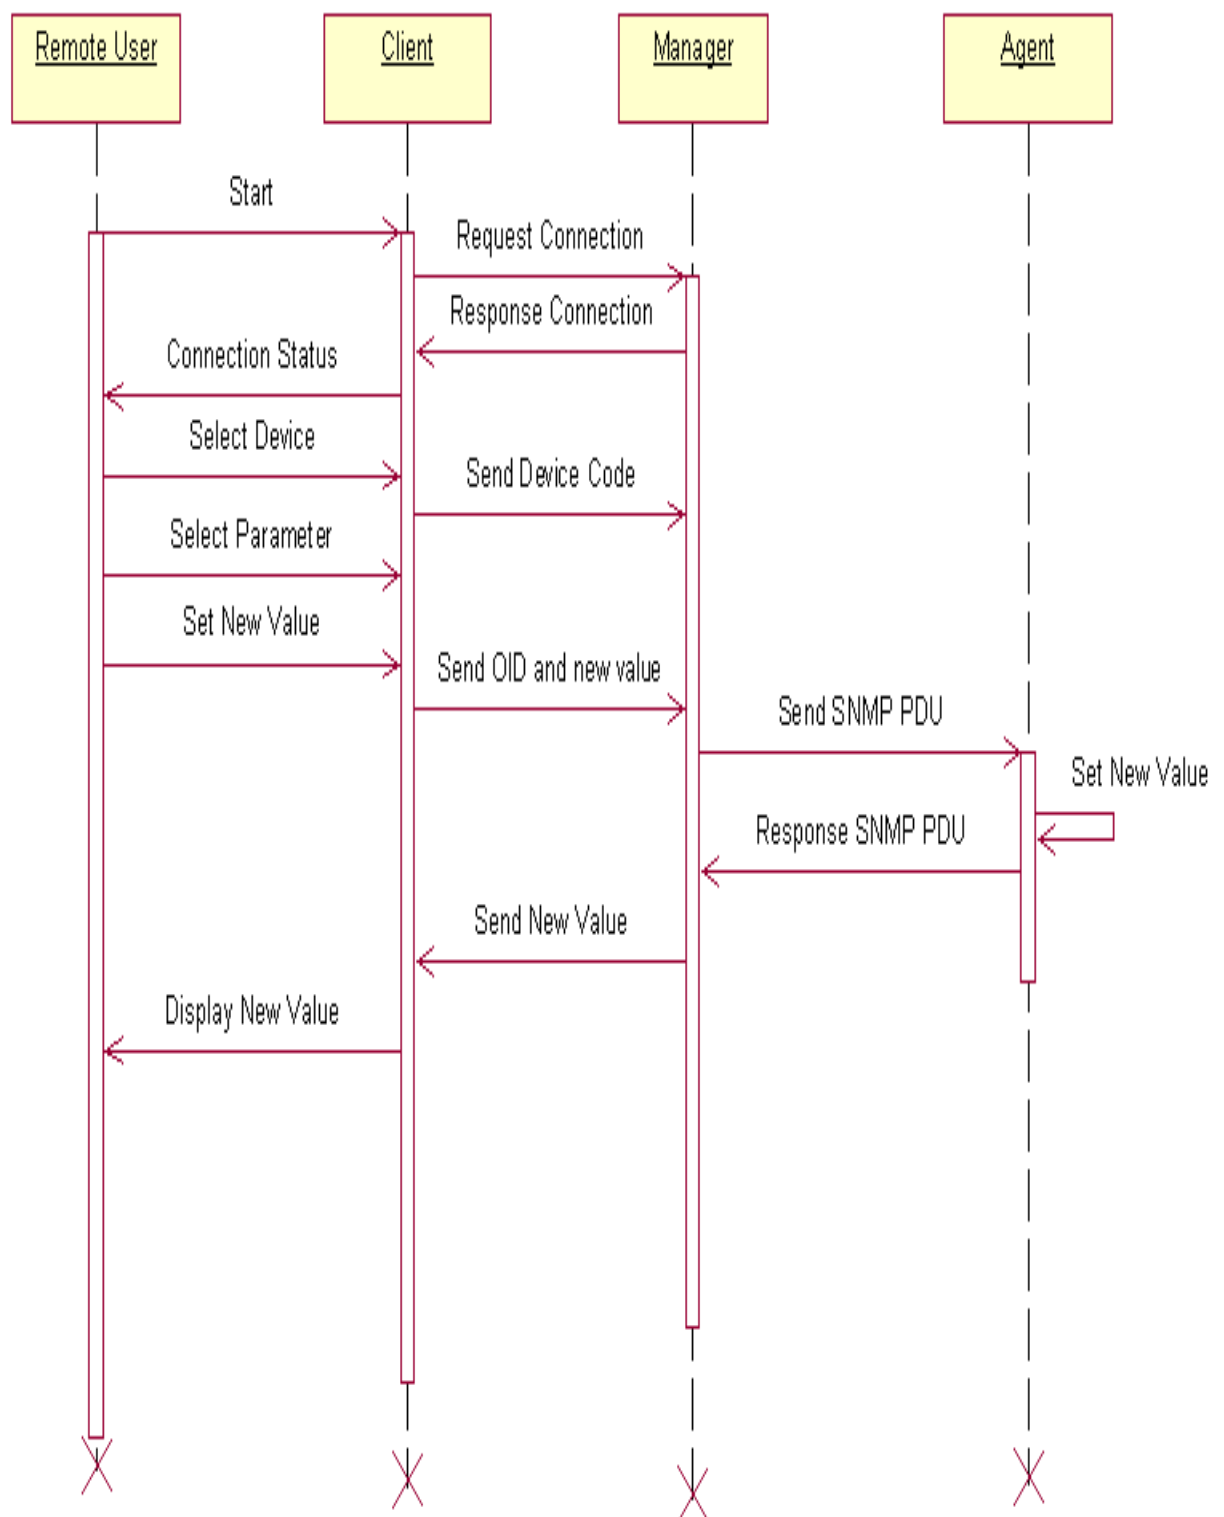 Remote User
Client
Manager
Agent
Start
Request Connection
Response Connection
Connection Status
Select Device
Send Device Code
Select Parameter
Set New Value
Send OID and new value
Send SNMP PDU
Set New Value
Response SNMP PDU
Send New Value
Display New Value